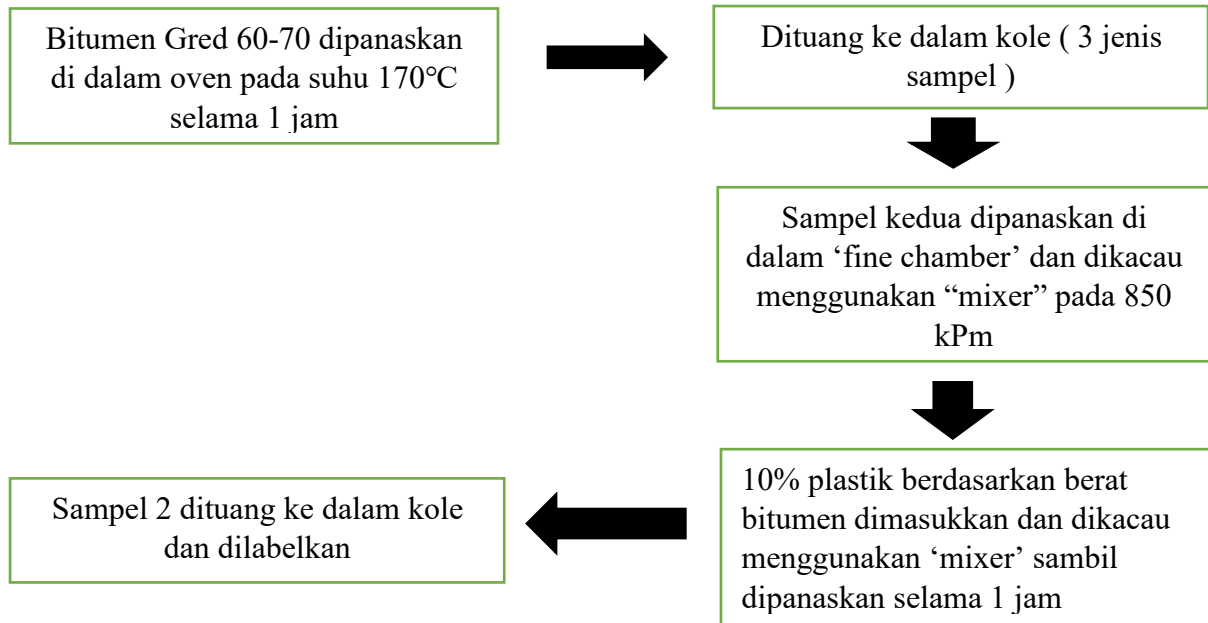 Bitumen Gred 60-70 dipanaskan
di dalam oven pada suhu 170°C
selama 1 jam
Dituang ke dalam kole ( 3 jenis
sampel )
Sampel kedua dipanaskan di
dalam ‘fine chamber’ dan dikacau
menggunakan “mixer” pada 850
kPm
10% plastik berdasarkan berat
bitumen dimasukkan dan dikacau
menggunakan ‘mixer’ sambil
dipanaskan selama 1 jam
Sampel 2 dituang ke dalam kole
dan dilabelkan